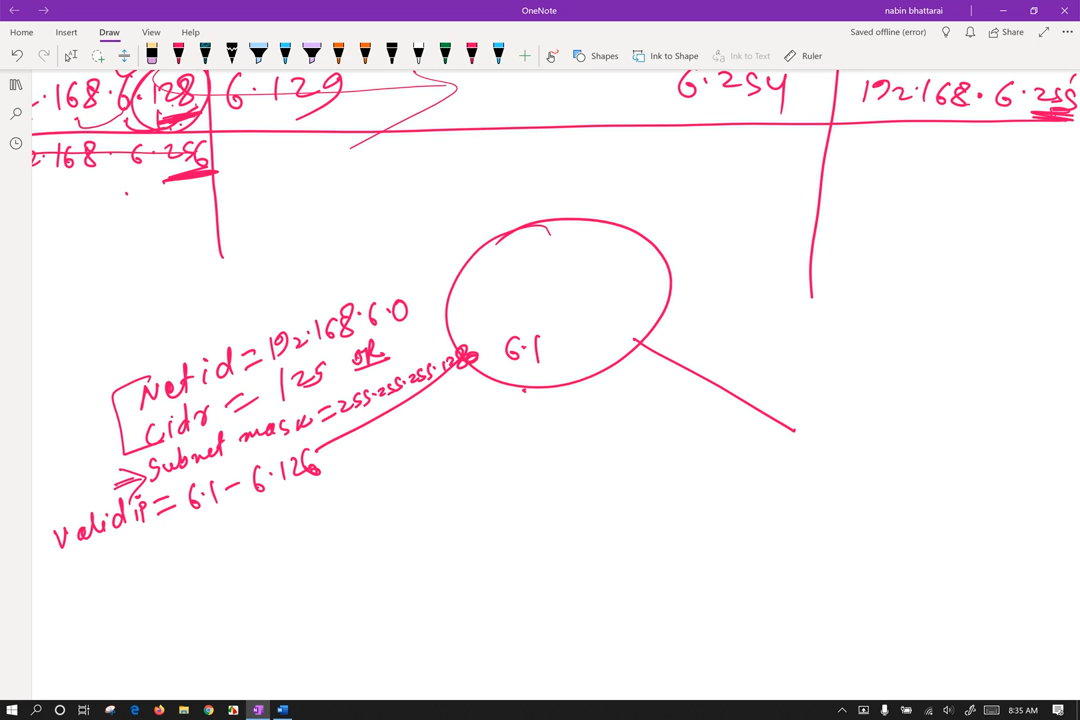 OneNote
nabin bhattarai
Home Insert Draw View Help
Saved offline (error)
Share
Shapes
Ink to Shape
Ink to Text
Ruler
.168.6.128
6.129
6.254
192.168.6.255
2.168.6.256
Net id = 192.168.6.0
Cidr = 125 or
Subnet mask = 255.255.255.128
valid ip = 6.1 - 6.126
6.1
8:35 AM